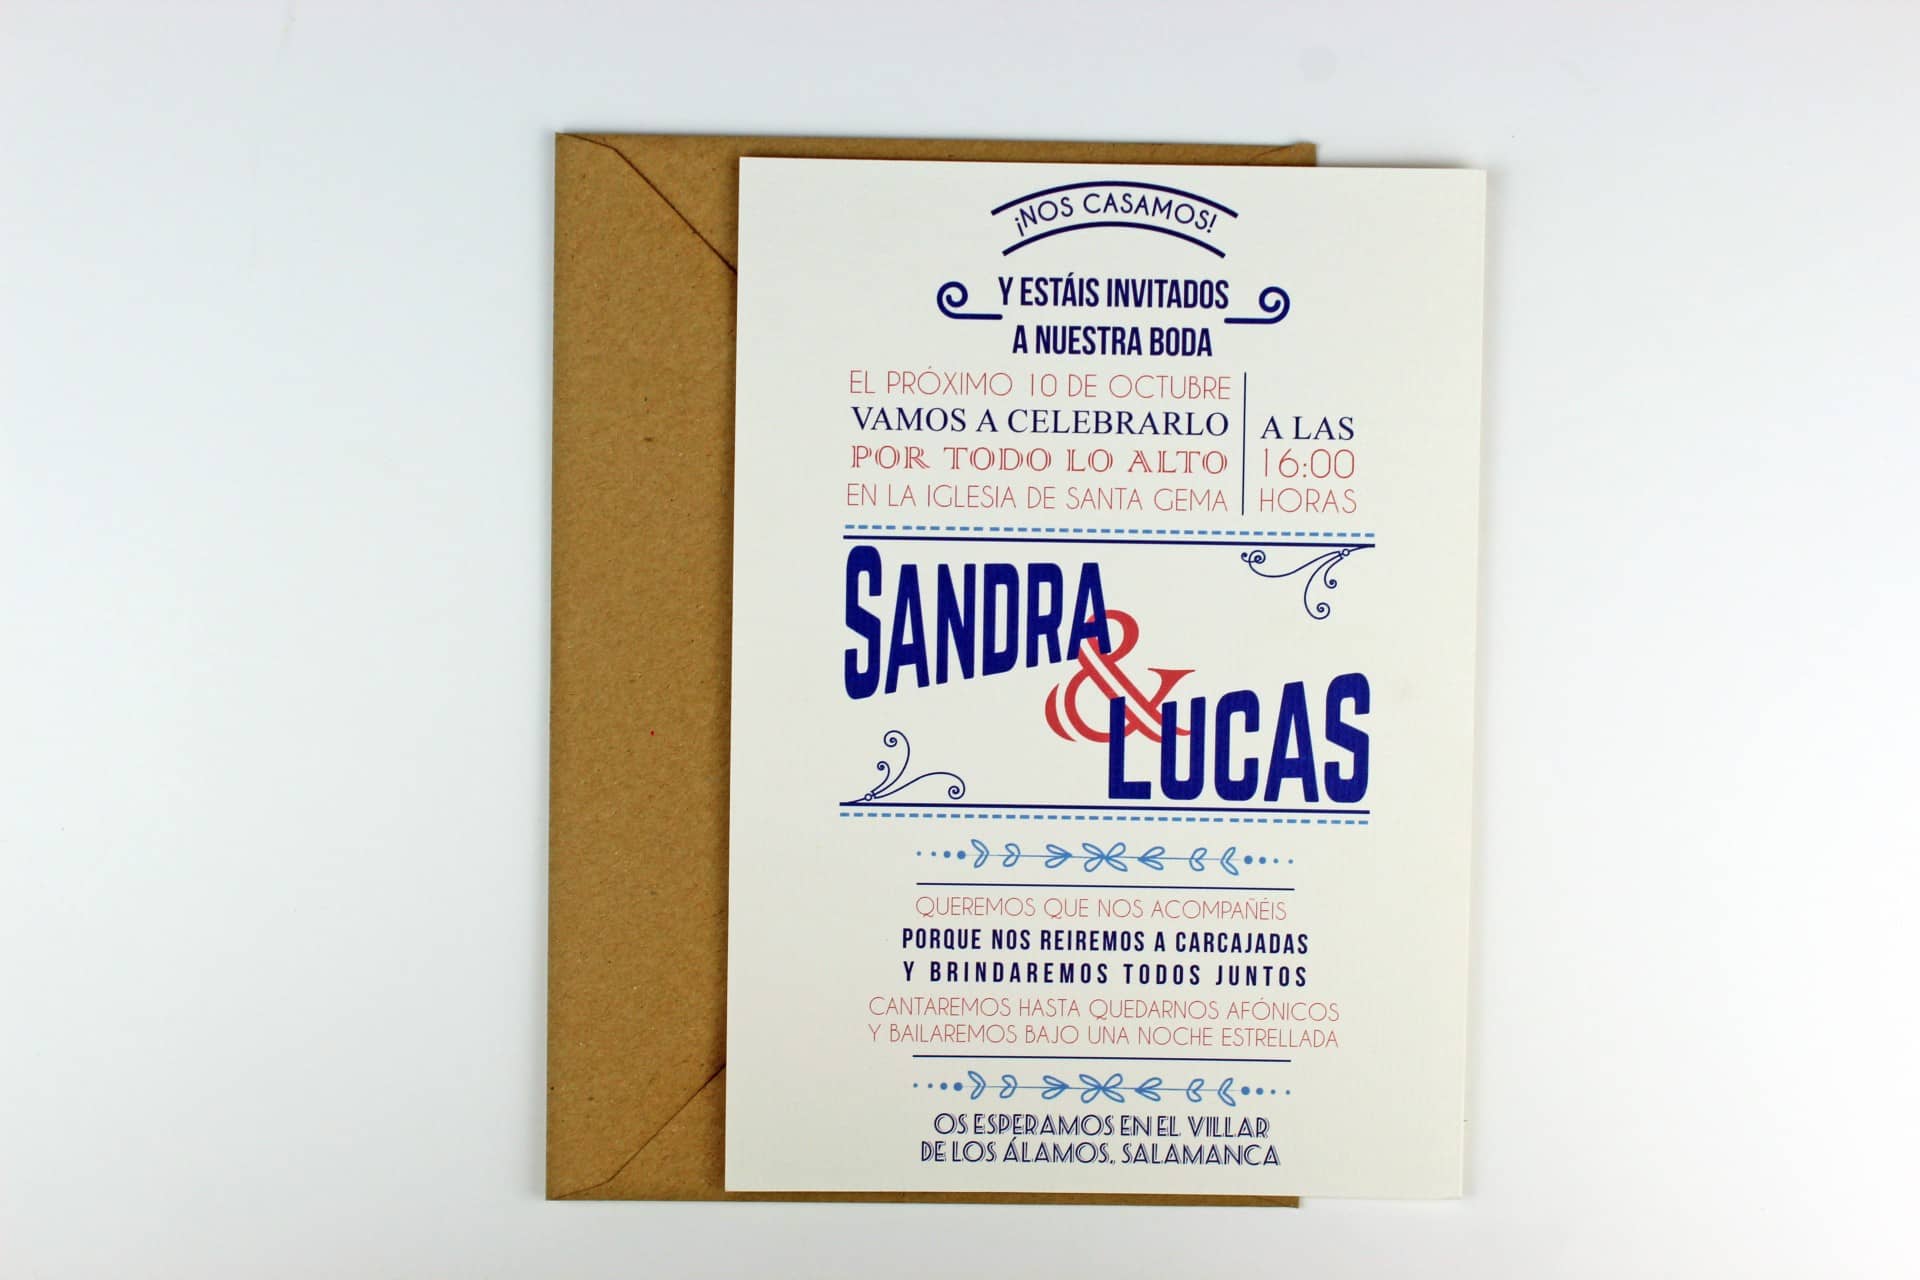 ¡NOS CASAMOS!
Y ESTÁIS INVITADOS
A NUESTRA BODA
EL PRÓXIMO 10 DE OCTUBRE
VAMOS A CELEBRARLO
POR TODO LO ALTO
EN LA IGLESIA DE SANTA GEMA
A LAS
16:00
HORAS
SANDRA
&
LUCAS
QUEREMOS QUE NOS ACOMPAÑÉIS
PORQUE NOS REIREMOS A CARCAJADAS
Y BRINDAREMOS TODOS JUNTOS
CANTAREMOS HASTA QUEDARNOS AFÓNICOS
Y BAILAREMOS BAJO UNA NOCHE ESTRELLADA
OS ESPERAMOS EN EL VILLAR
DE LOS ÁLAMOS, SALAMANCA